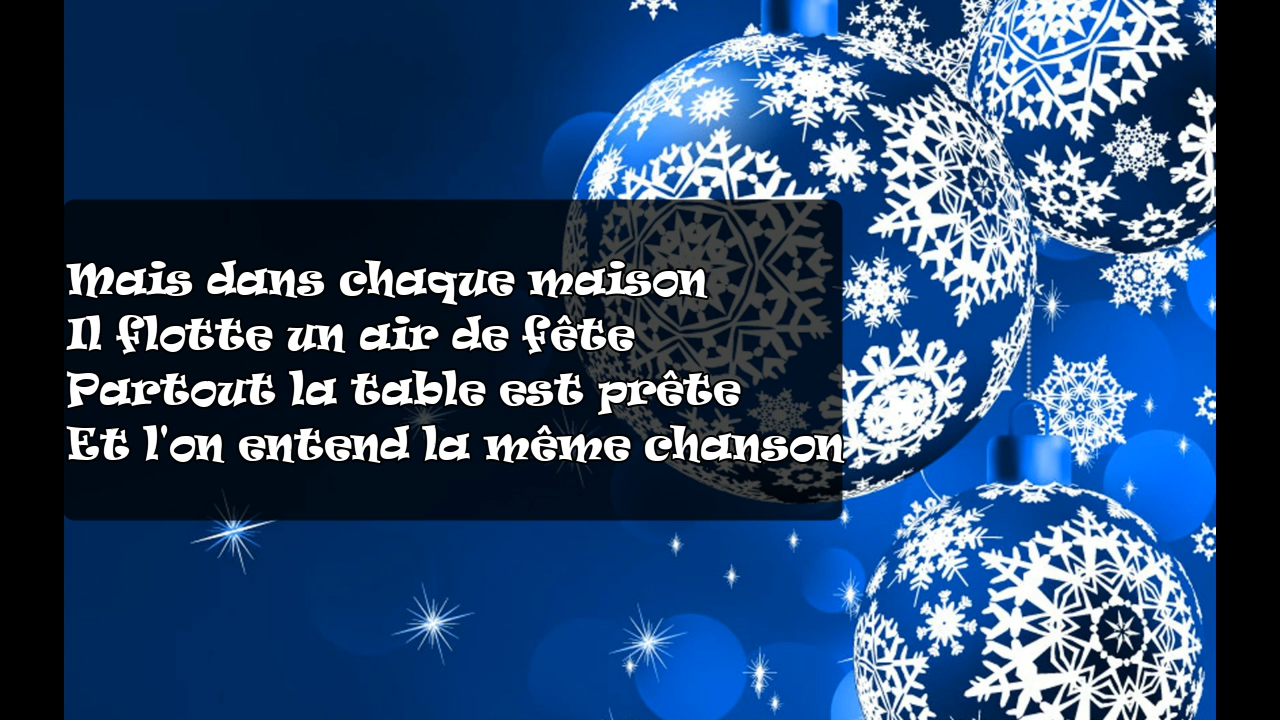 Mais dans chaque maison
Il flotte un air de fête
Partout la table est prête
Et l'on entend la même chanson